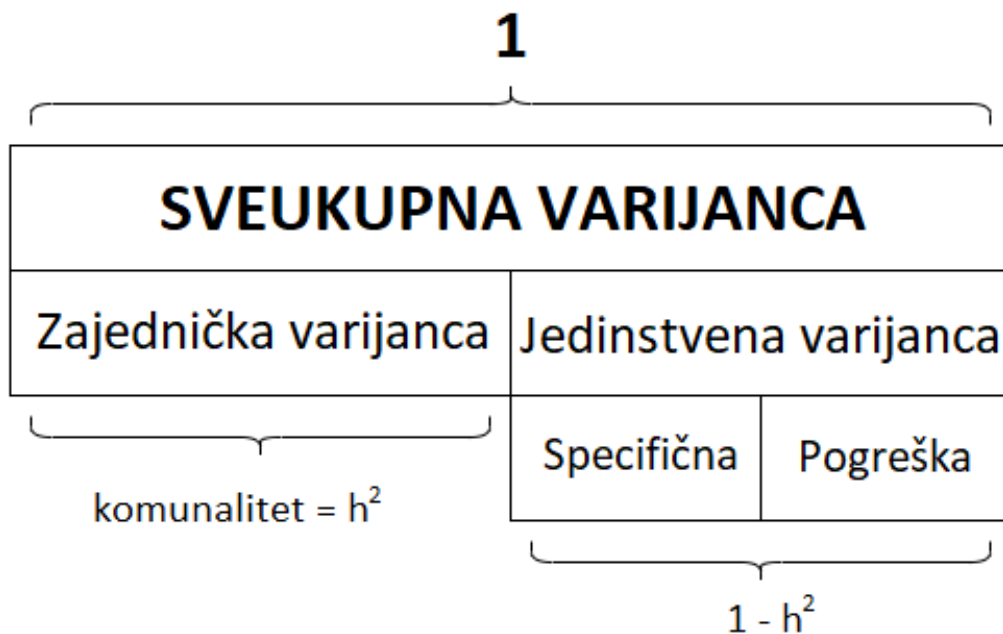 1
SVEUKUPNA VARIJANCA
Zajednička varijanca
Jedinstvena varijanca
Specifična
Pogreška
komunalitet = h²
1 - h²